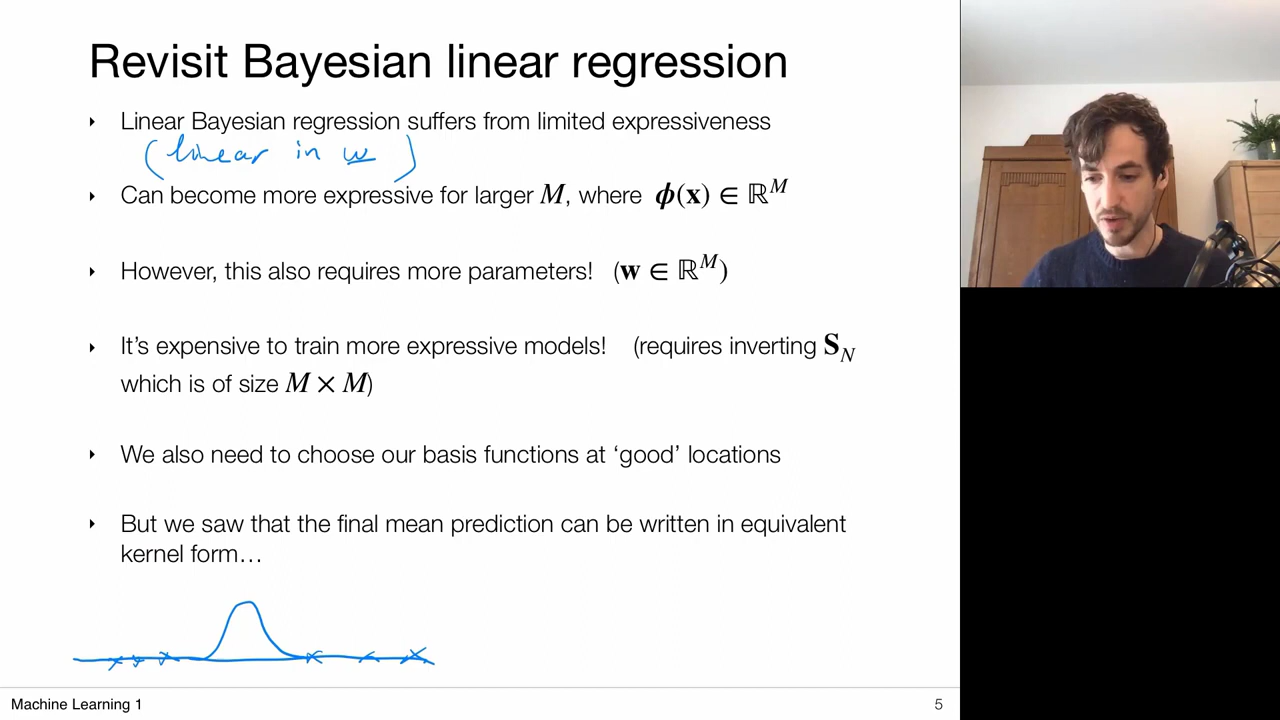 Revisit Bayesian linear regression
‣ Linear Bayesian regression suffers from limited expressiveness
(linear in w)
‣ Can become more expressive for larger M, where ϕ(x) ∈ ℝ^M
‣ However, this also requires more parameters! (w ∈ ℝ^M)
‣ It’s expensive to train more expressive models! (requires inverting S_N
which is of size M × M)
‣ We also need to choose our basis functions at ‘good’ locations
‣ But we saw that the final mean prediction can be written in equivalent
kernel form…
Machine Learning 1
5